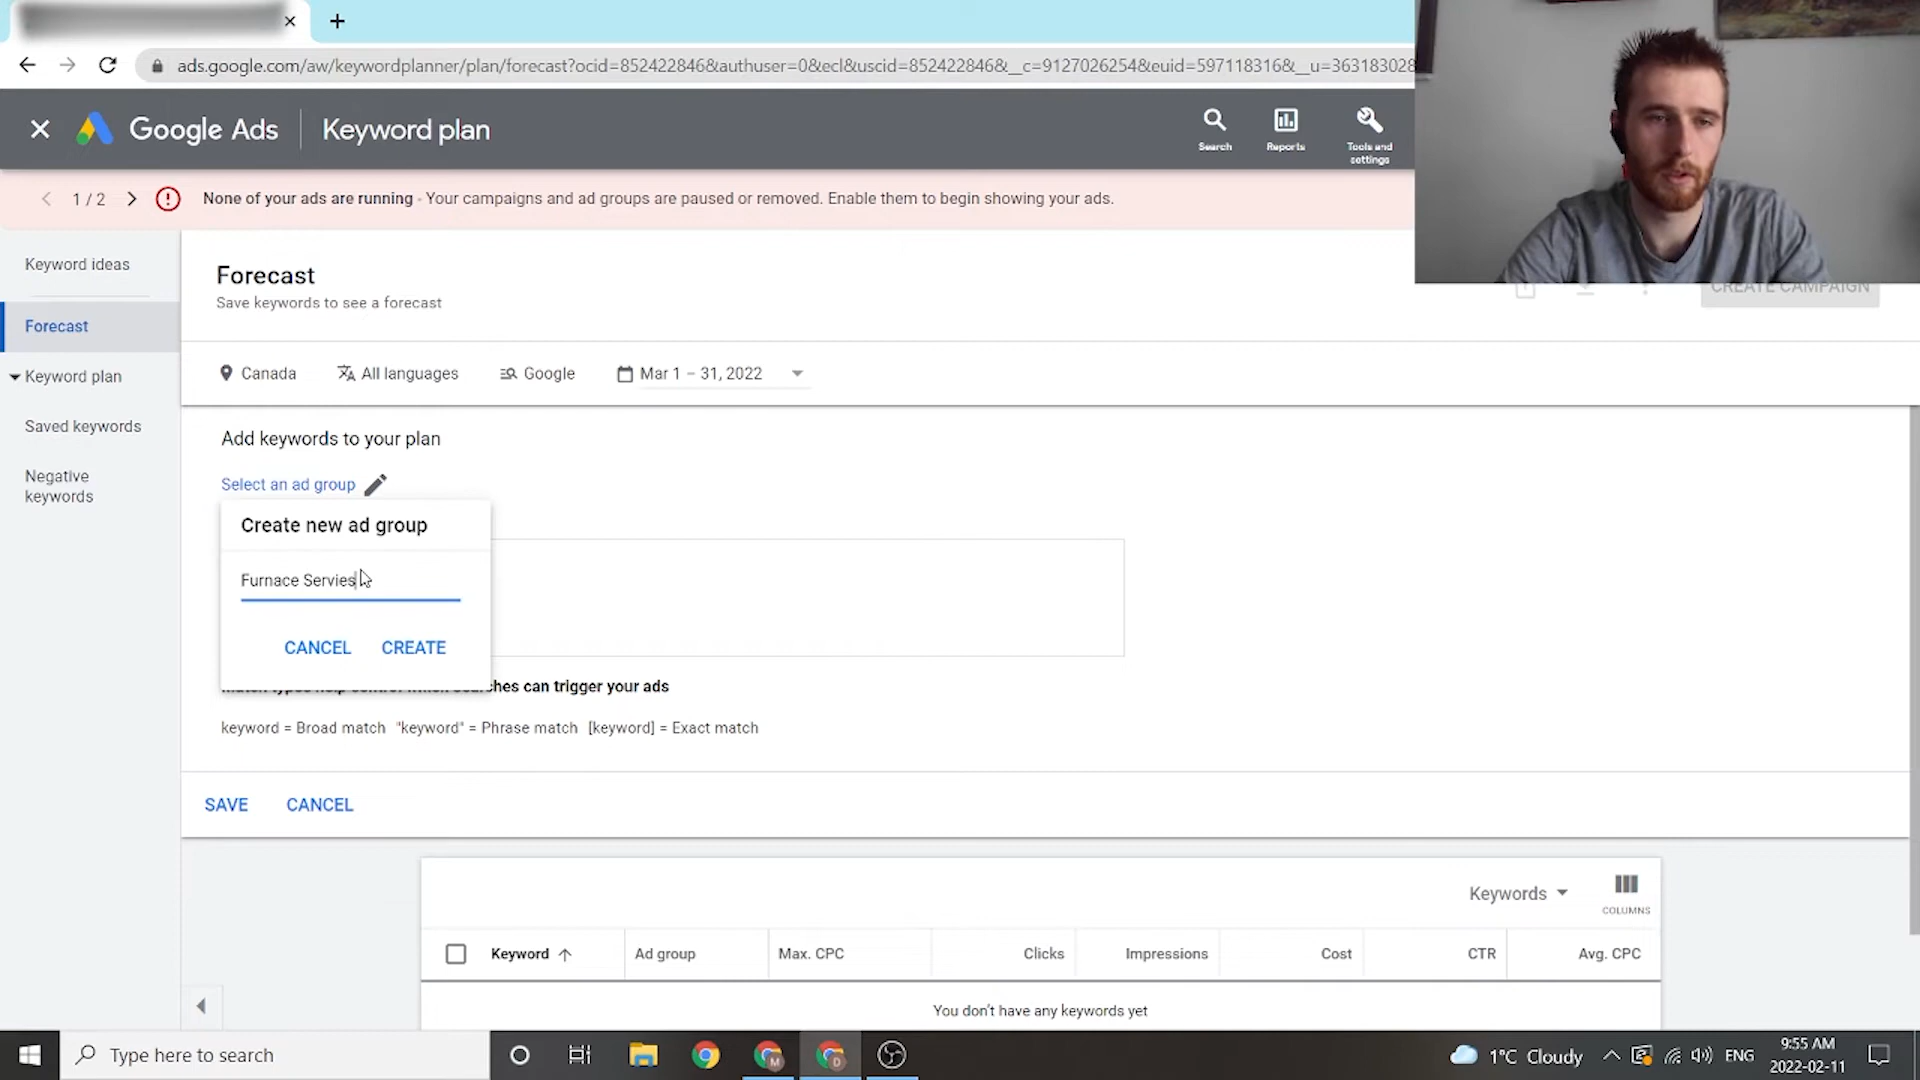 ads.google.com/aw/keywordplanner/plan/forecast?ocid=852422846&authuser=0&ecl&uscid=852422846&__c=9127026254&euid=597118316&__u=363183028
Google Ads
Keyword plan
Search
Reports
Tools and
settings
1 / 2
None of your ads are running - Your campaigns and ad groups are paused or removed. Enable them to begin showing your ads.
Keyword ideas
Forecast
Keyword plan
Saved keywords
Negative
keywords
Forecast
Save keywords to see a forecast
CREATE CAMPAIGN
Canada
All languages
Google
Mar 1 – 31, 2022
Add keywords to your plan
Select an ad group
Create new ad group
Furnace Servies
CANCEL
CREATE
searches can trigger your ads
keyword = Broad match "keyword" = Phrase match [keyword] = Exact match
SAVE
CANCEL
Keywords
COLUMNS
Keyword
Ad group
Max. CPC
Clicks
Impressions
Cost
CTR
Avg. CPC
You don't have any keywords yet
Type here to search
M
D
1°C Cloudy
ENG
9:55 AM
2022-02-11